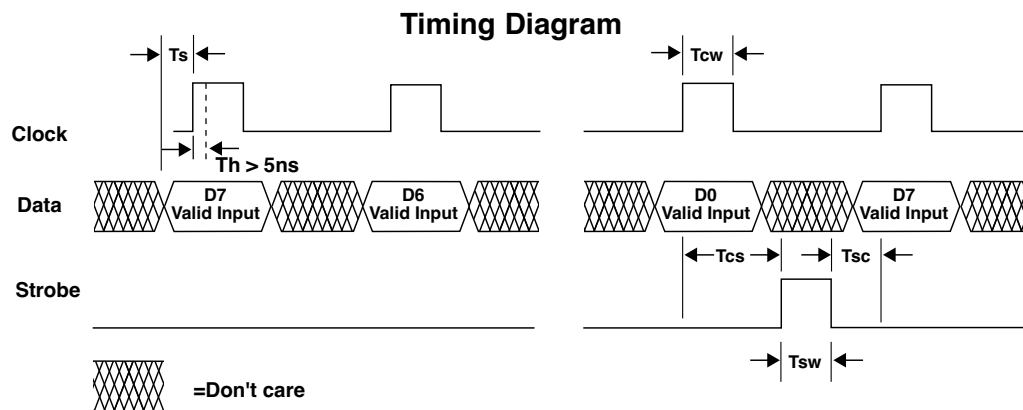 Timing Diagram
Ts
Tcw
Clock
Th > 5ns
Data
D7
Valid Input
D6
Valid Input
D0
Valid Input
D7
Valid Input
Tcs
Tsc
Strobe
Tsw
=Don't care